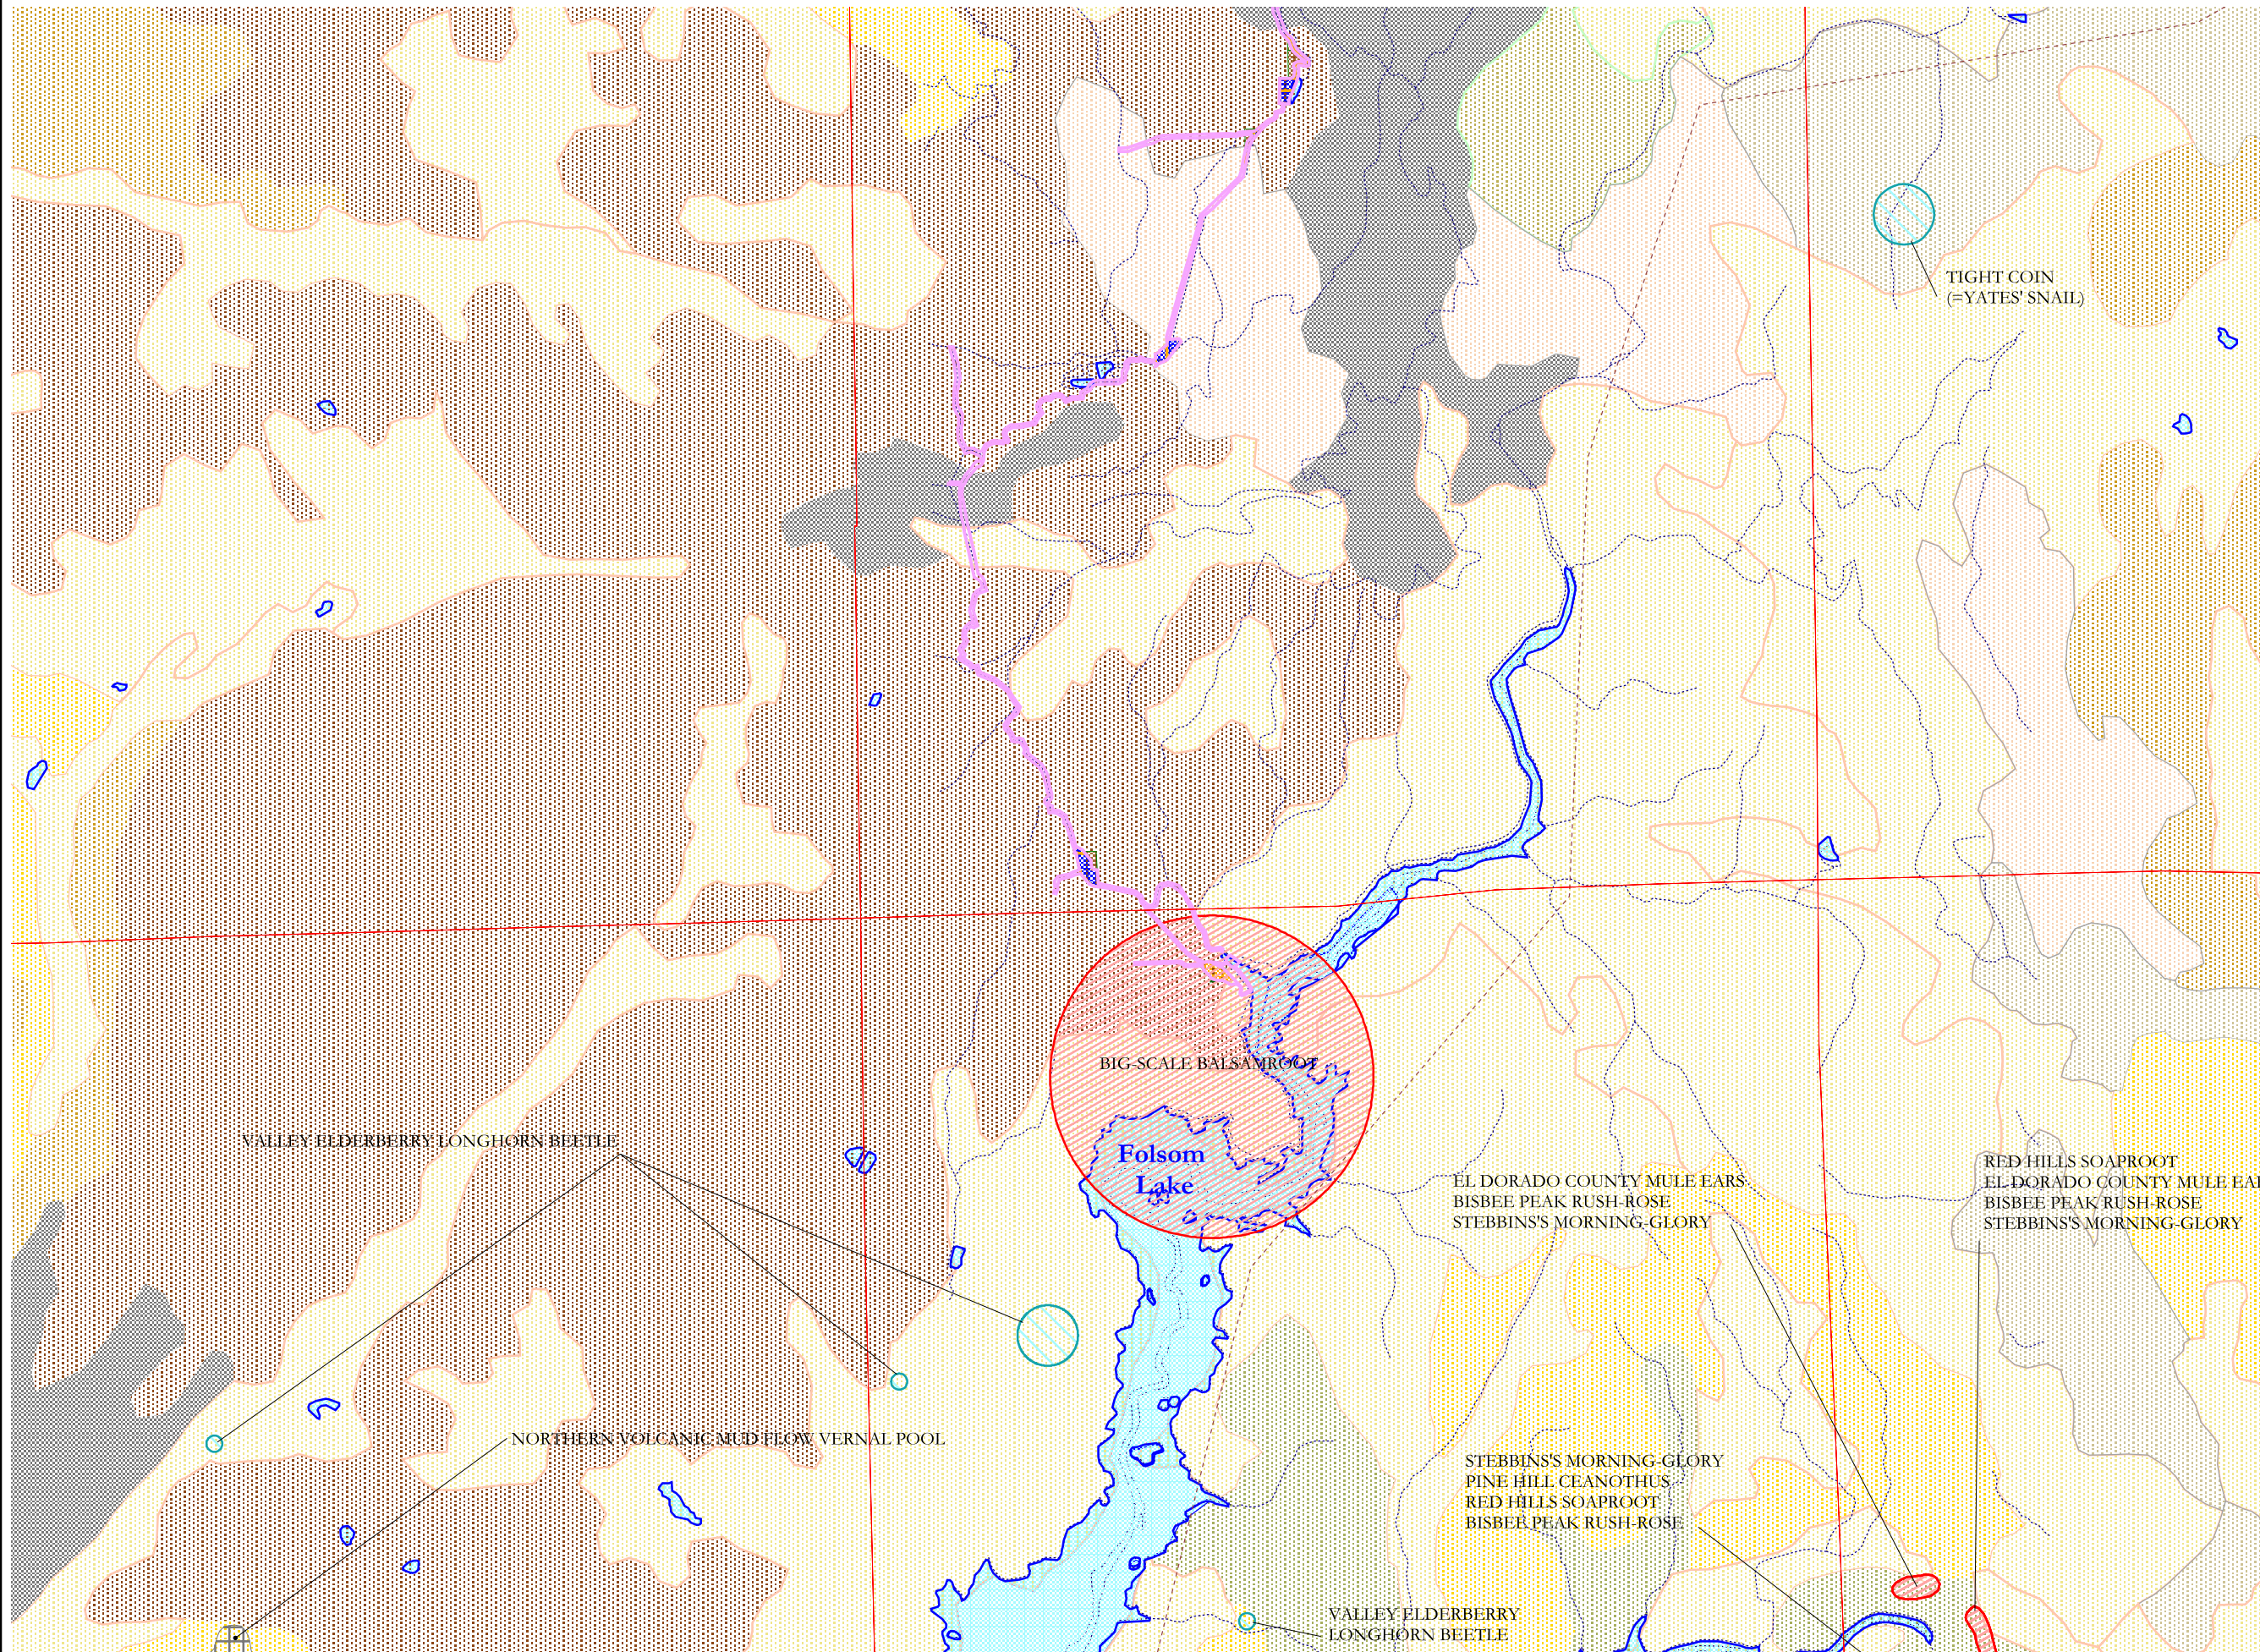 TIGHT COIN
(=YATES' SNAIL)
BIG-SCALE BALSAMROOT
VALLEY ELDERBERRY LONGHORN BEETLE
Folsom
Lake
EL DORADO COUNTY MULE EARS
BISBEE PEAK RUSH-ROSE
STEBBINS'S MORNING-GLORY
RED HILLS SOAPROOT
EL DORADO COUNTY MULE EA
BISBEE PEAK RUSH-ROSE
STEBBINS'S MORNING-GLORY
NORTHERN VOLCANIC MUD FLOW VERNAL POOL
STEBBINS'S MORNING-GLORY
PINE HILL CEANOTHUS
RED HILLS SOAPROOT
BISBEE PEAK RUSH-ROSE
VALLEY ELDERBERRY
LONGHORN BEETLE